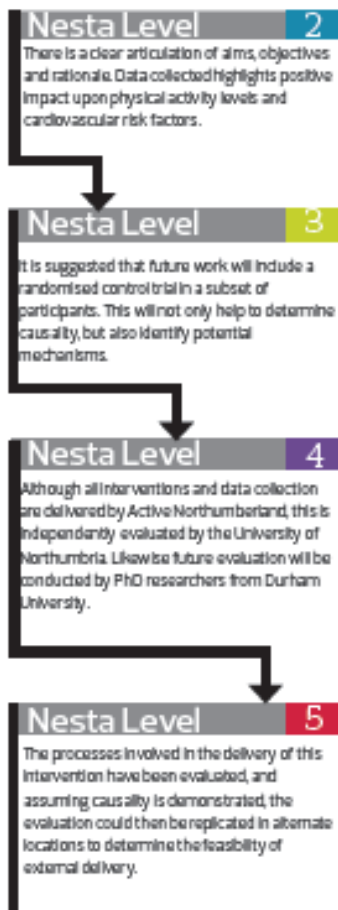 Nesta Level 2
There is a clear articulation of aims, objectives
and rationale. Data collected highlights positive
impact upon physical activity levels and
cardiovascular risk factors.
Nesta Level 3
It is suggested that future work will include a
randomised control trial in a subset of
participants. This will not only help to determine
causality, but also identify potential
mechanisms.
Nesta Level 4
Although all interventions and data collection
are delivered by Active Northumberland, this is
independently evaluated by the University of
Northumbria. Likewise future evaluation will be
conducted by PhD researchers from Durham
University.
Nesta Level 5
The processes involved in the delivery of this
intervention have been evaluated, and
assuming causality is demonstrated, the
evaluation could then be replicated in alternate
locations to determine the feasibility of
external delivery.